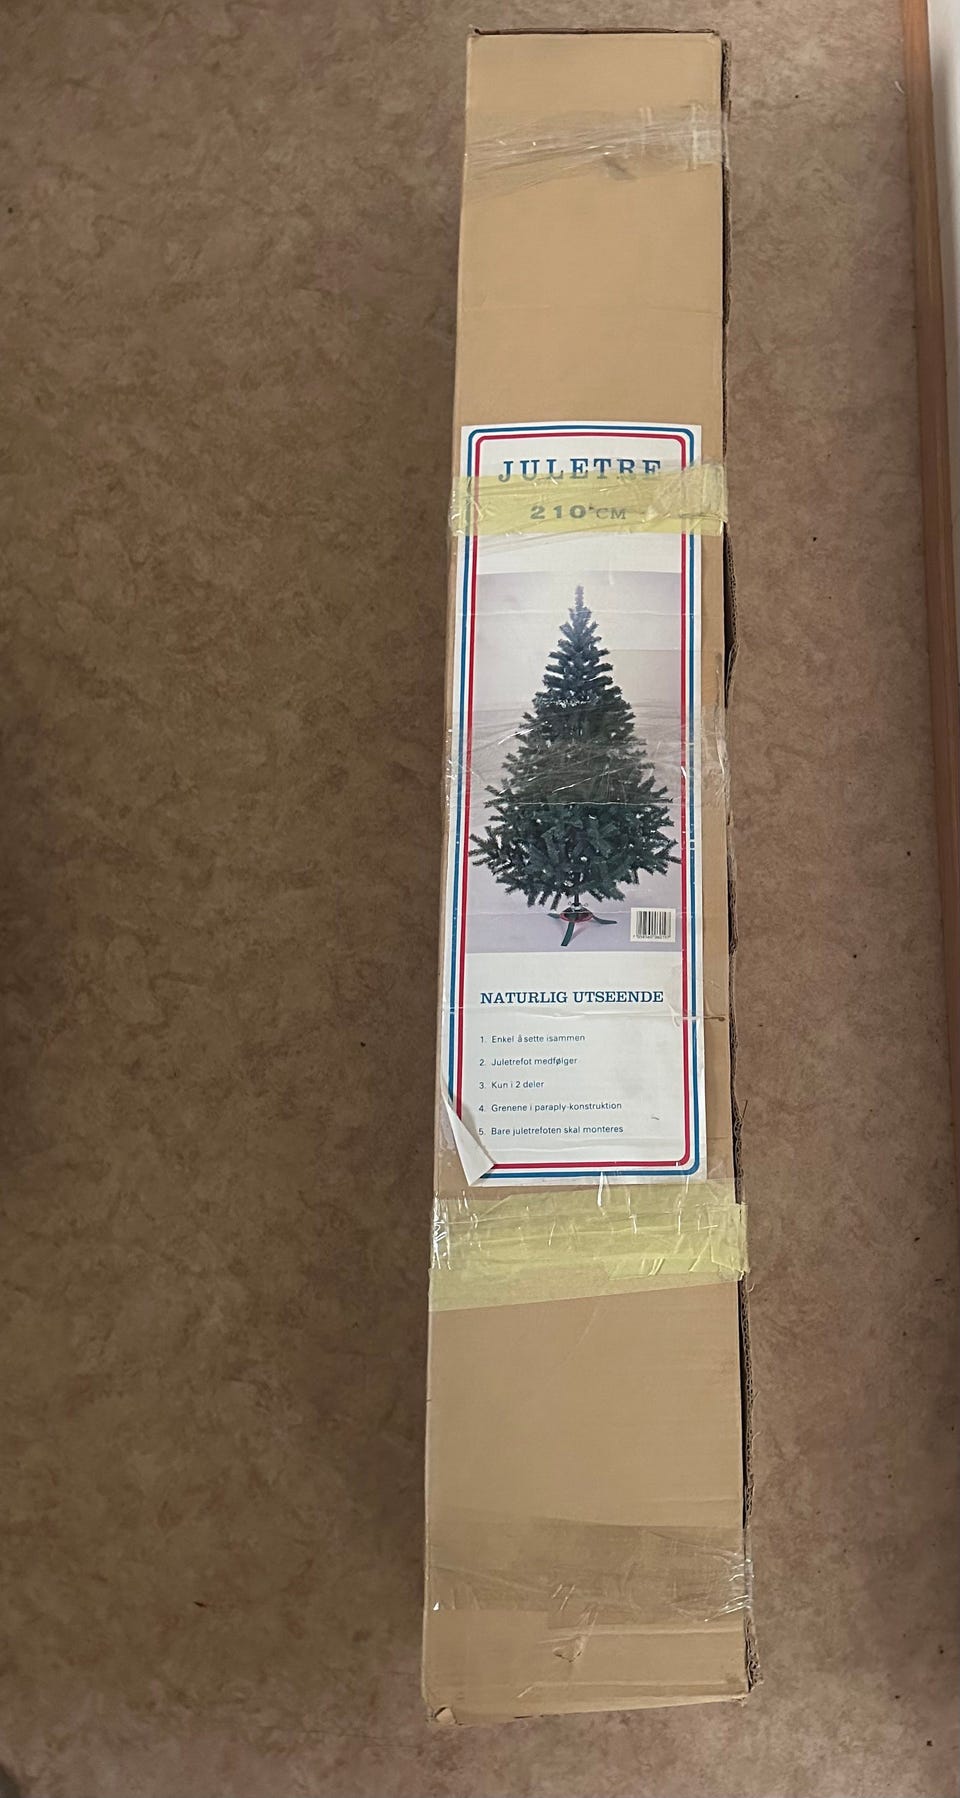 JULETRE
210 CM
NATURLIG UTSEENDE
1. Enkel å sette isammen
2. Juletrefot medfølger
3. Kun i 2 deler
4. Grenene i paraply-konstruktion
5. Bare juletrefoten skal monteres